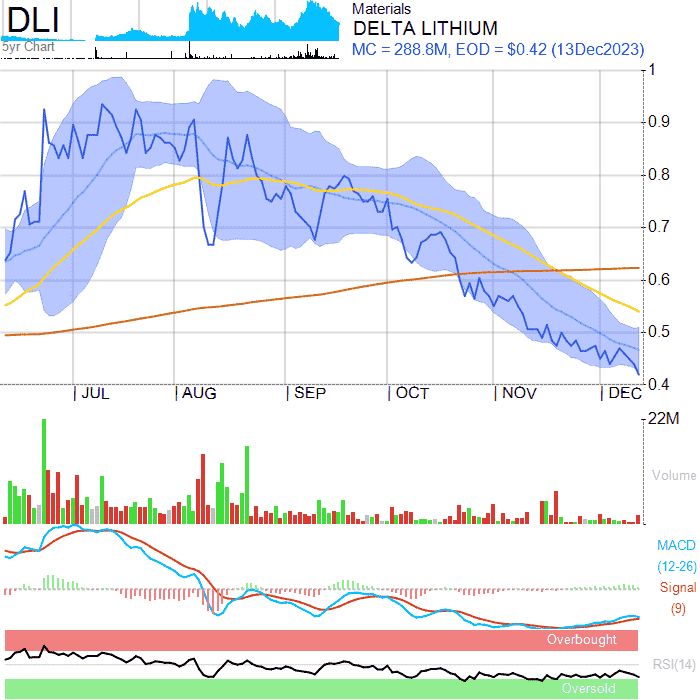 DLI
5yr Chart
Materials
DELTA LITHIUM
MC = 288.8M, EOD = $0.42 (13Dec2023)
1
0.9
0.8
0.7
0.6
0.5
0.4
JUL AUG SEP OCT NOV DEC
22M
Volume
MACD
(12-26)
Signal
(9)
Overbought
RSI(14)
Oversold